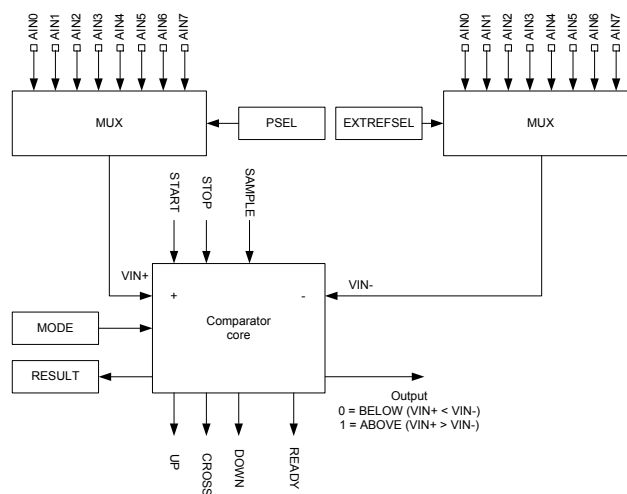 AIN0
AIN1
AIN2
AIN3
AIN4
AIN5
AIN6
AIN7
AIN0
AIN1
AIN2
AIN3
AIN4
AIN5
AIN6
AIN7
MUX
PSEL
EXTREFSEL
MUX
START
STOP
SAMPLE
VIN+
VIN-
+
-
MODE
Comparator
core
RESULT
Output
0 = BELOW (VIN+ < VIN-)
1 = ABOVE (VIN+ > VIN-)
UP
CROSS
DOWN
READY